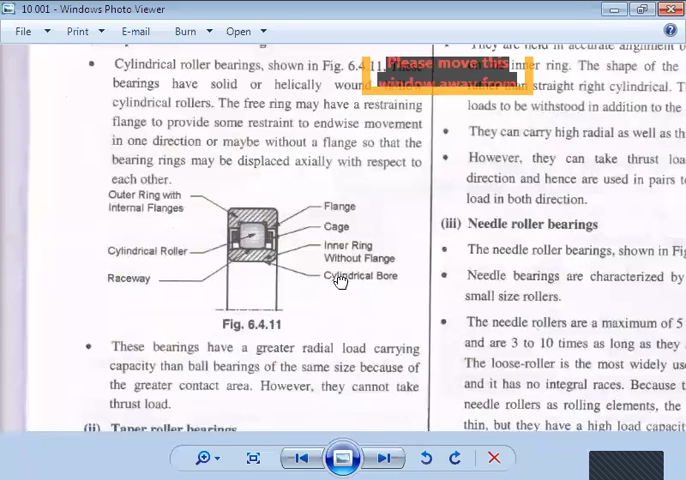 10 001 - Windows Photo Viewer
File Print E-mail Burn Open
Cylindrical roller bearings, shown in Fig. 6.4.11.
Please move this
window away from
bearings have solid or helically wound
cylindrical rollers. The free ring may have a restraining
flange to provide some restraint to endwise movement
in one direction or maybe without a flange so that the
bearing rings may be displaced axially with respect to
each other.
Outer Ring with
Internal Flanges
Cylindrical Roller
Raceway
Flange
Cage
Inner Ring
Without Flange
Cylindrical Bore
Fig. 6.4.11
These bearings have a greater radial load carrying
capacity than ball bearings of the same size because of
the greater contact area. However, they cannot take
thrust load.
(ii) Taper roller bearings
They are held in accurate alignment
inner ring. The shape of the
than straight right cylindrical.
loads to be withstood in addition to the
They can carry high radial as well as
However, they can take thrust
direction and hence are used in pairs
load in both direction.
(iii) Needle roller bearings
The needle roller bearings, shown in
Needle bearings are characterized by
small size rollers.
The needle rollers are a maximum of 5
and are 3 to 10 times as long as they
The loose-roller is the most widely
and it has no integral races. Because
needle rollers as rolling elements, the
thin, but they have a high load